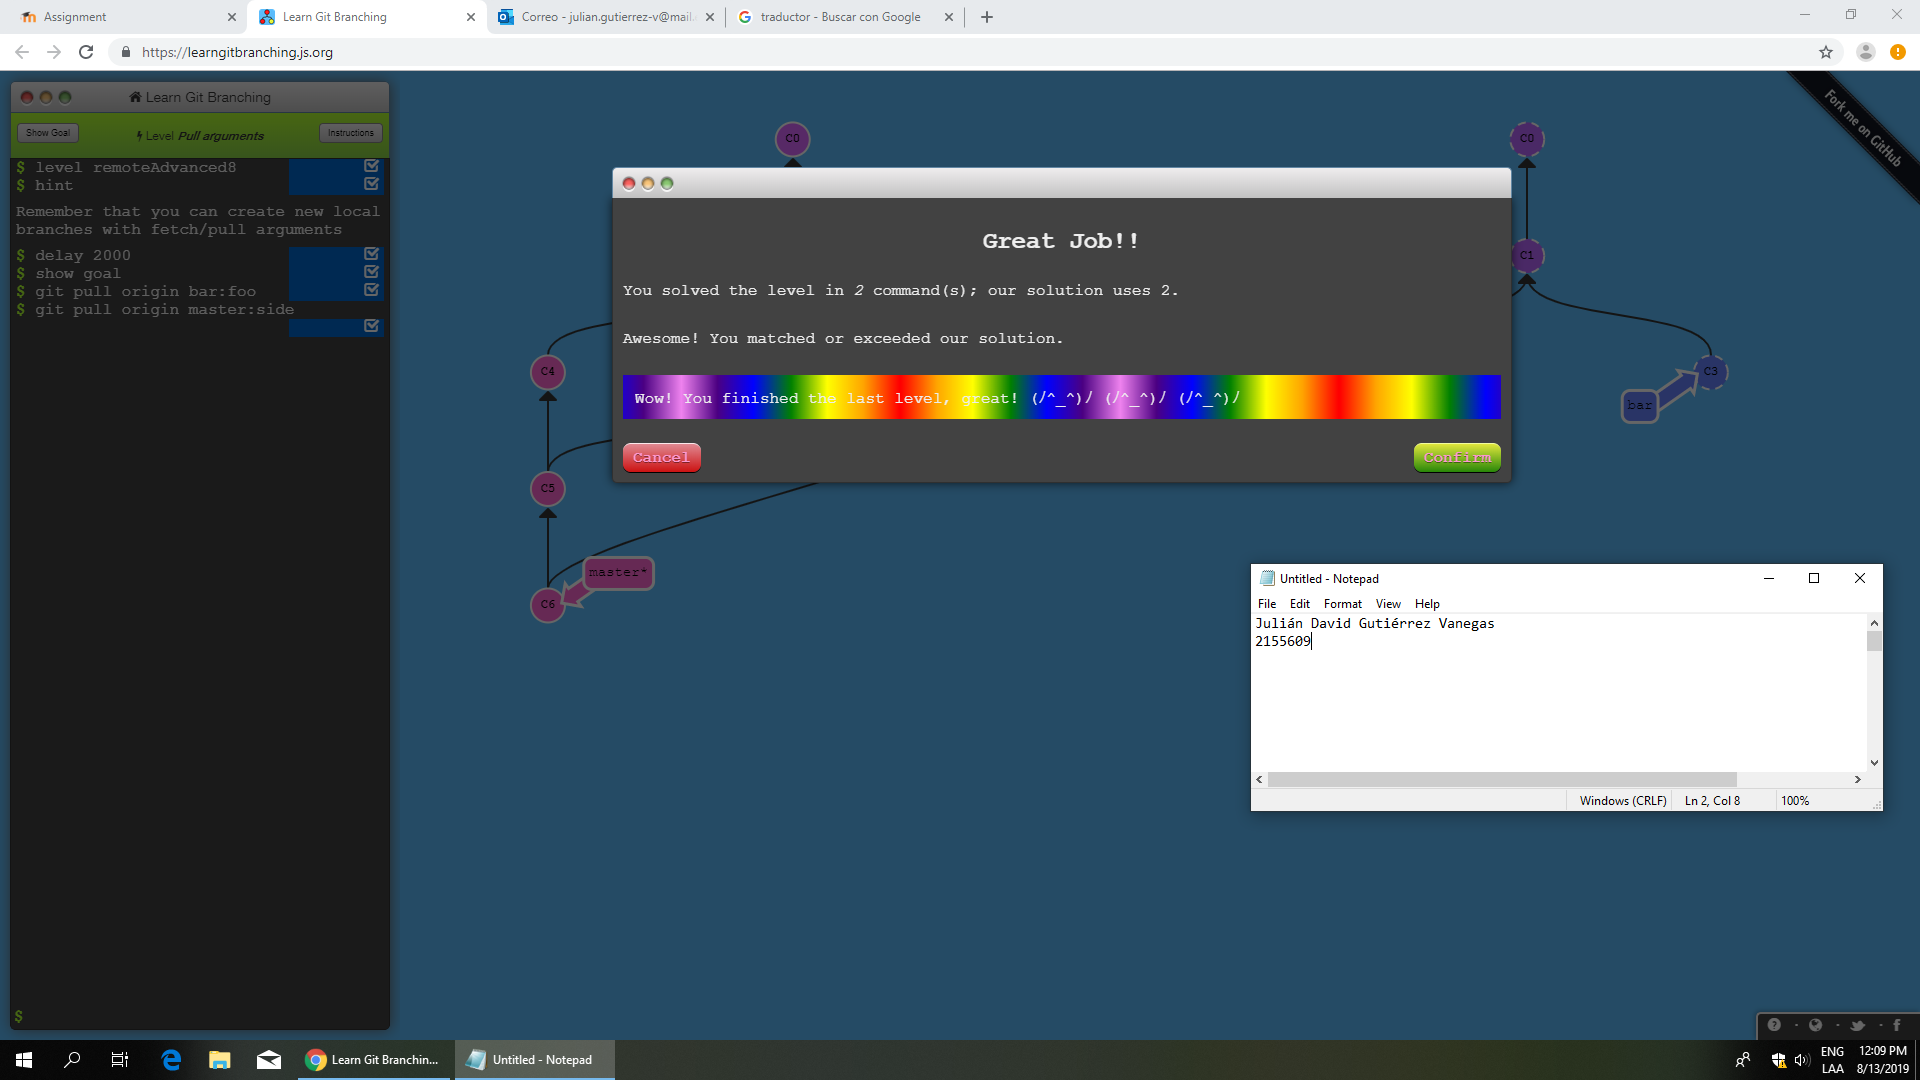 Assignment
Learn Git Branching
Correo - julian.gutierrez-v@mail.
traductor - Buscar con Google
https://learngitbranching.js.org
Learn Git Branching
Show Goal
Level Pull arguments
Instructions
$ level remoteAdvanced8
$ hint
Remember that you can create new local
branches with fetch/pull arguments
$ delay 2000
$ show goal
$ git pull origin bar:foo
$ git pull origin master:side
$
C0
C0
Fork me on GitHub
C1
C4
C3
bar
C5
master*
C6
Great Job!!
You solved the level in 2 command(s); our solution uses 2.
Awesome! You matched or exceeded our solution.
Wow! You finished the last level, great! (/^_^)/ (/^_^)/ (/^_^)/
Cancel
Confirm
Untitled - Notepad
File Edit Format View Help
Julián David Gutiérrez Vanegas
2155609
Windows (CRLF)
Ln 2, Col 8
100%
Learn Git Branchin...
Untitled - Notepad
ENG
LAA
12:09 PM
8/13/2019